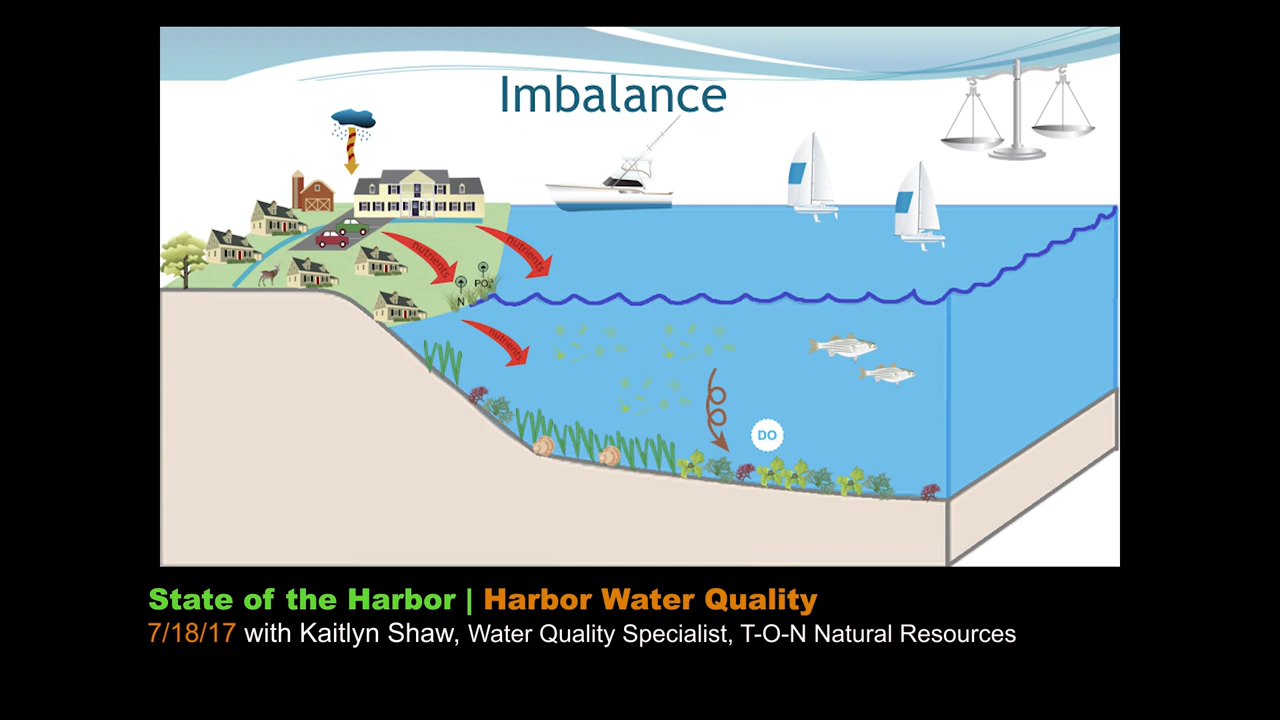 Imbalance
nutrients
nutrients
N
PO₄³
nutrients
DO
State of the Harbor | Harbor Water Quality
7/18/17 with Kaitlyn Shaw, Water Quality Specialist, T-O-N Natural Resources